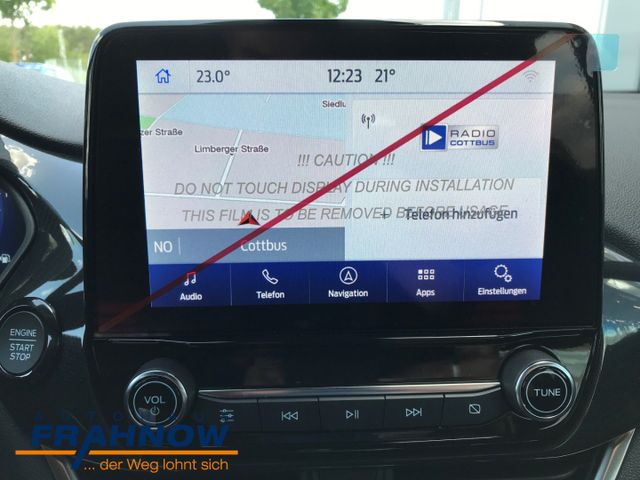 23.0°
12:23 21°
Siedlu
zer Straße
Limberger Straße
RADIO
COTTBUS
!!! CAUTION !!!
DO NOT TOUCH DISPLAY DURING INSTALLATION
THIS FILM IS TO BE REMOVED BEFORE USAGE
+ Telefon hinzufügen
NO
Cottbus
Audio
Telefon
Navigation
Apps
Einstellungen
ENGINE
START
STOP
VOL
TUNE
AUTOHAUS
FRAHNOW
... der Weg lohnt sich